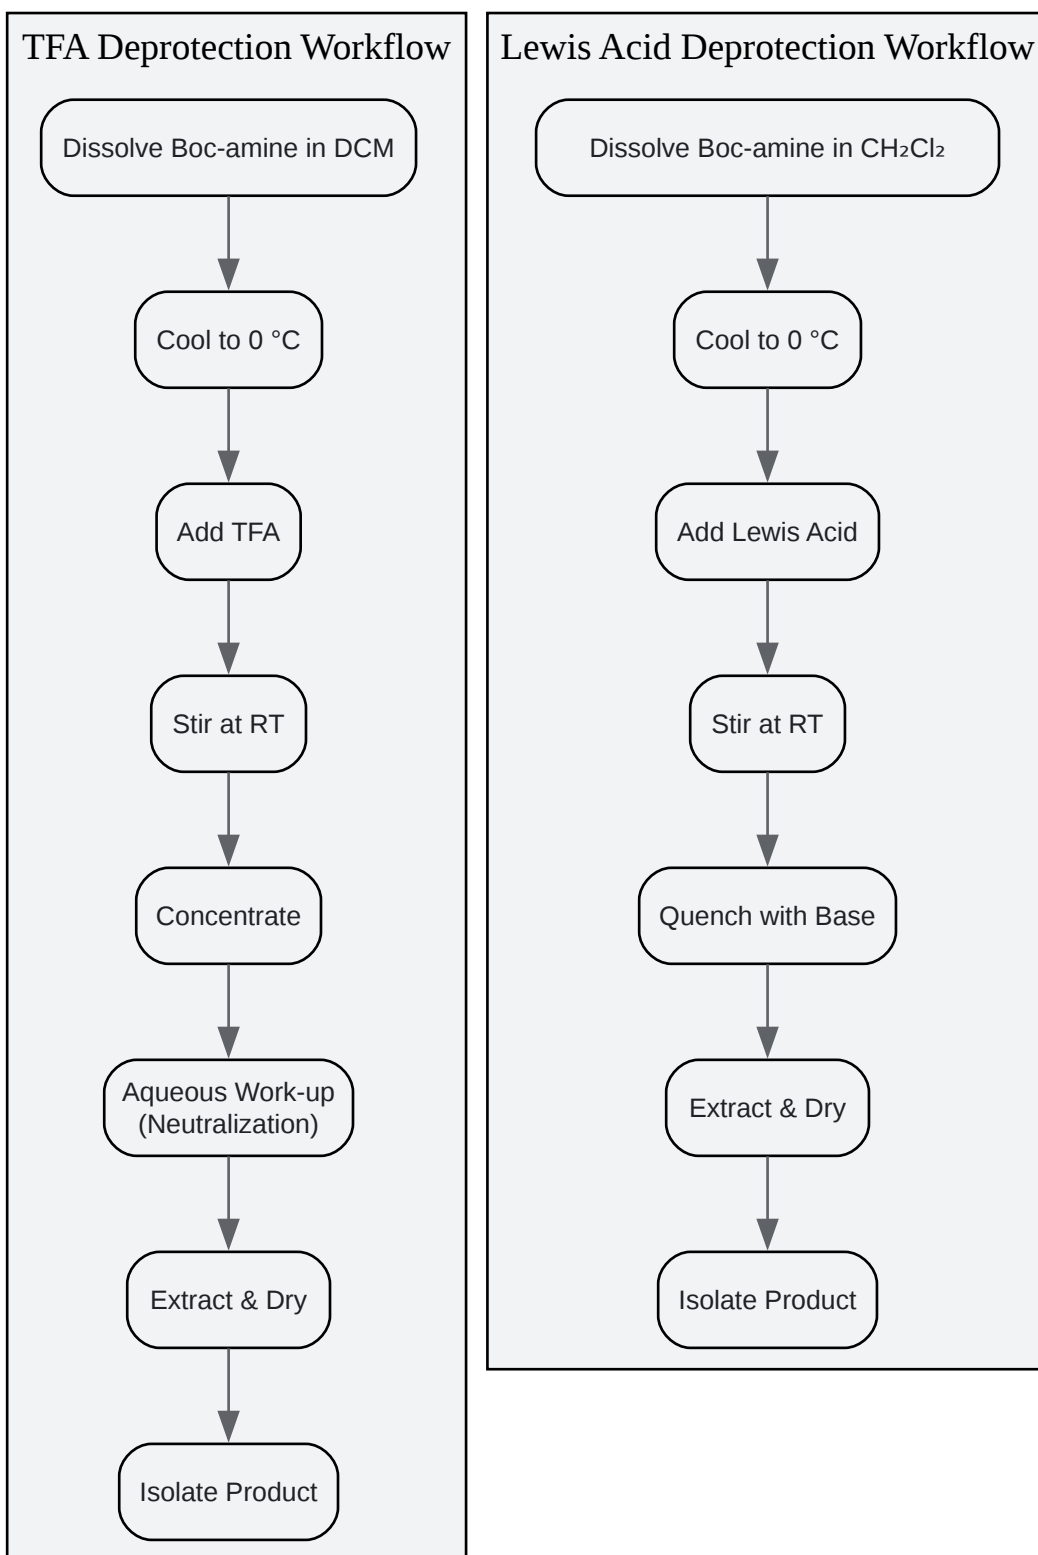 TFA Deprotection Workflow
Dissolve Boc-amine in DCM
Cool to 0 °C
Add TFA
Stir at RT
Concentrate
Aqueous Work-up
(Neutralization)
Extract & Dry
Isolate Product
Lewis Acid Deprotection Workflow
Dissolve Boc-amine in CH₂Cl₂
Cool to 0 °C
Add Lewis Acid
Stir at RT
Quench with Base
Extract & Dry
Isolate Product